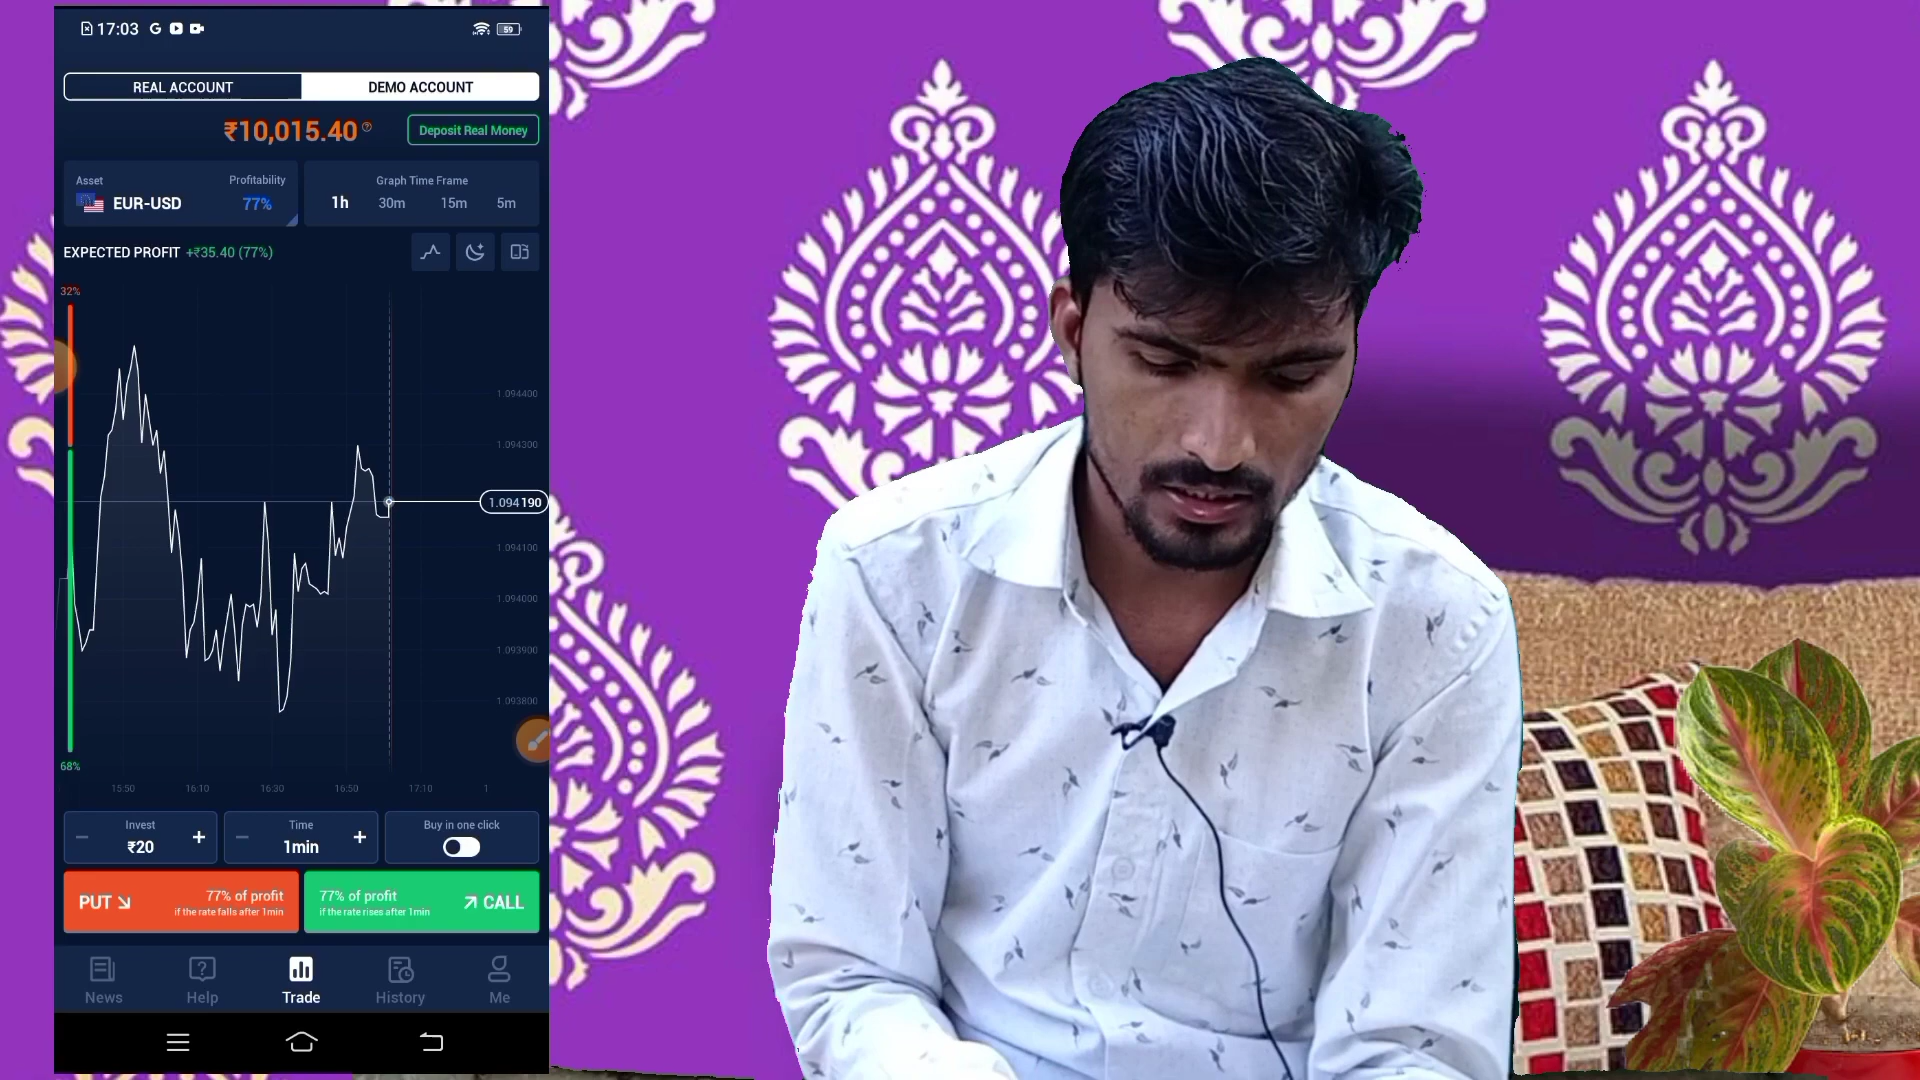 17:03
59
REAL ACCOUNT
DEMO ACCOUNT
₹10,015.40
Deposit Real Money
Asset
Profitability
EUR-USD
77%
Graph Time Frame
1h 30m 15m 5m
EXPECTED PROFIT +₹35.40 (77%)
32%
1.094400
1.094300
1.094190
1.094100
1.094000
1.093900
1.093800
68%
15:50 16:10 16:30 16:50 17:10 1
Invest
₹20
Time
1min
Buy in one click
PUT
77% of profit
if the rate falls after 1min
77% of profit
if the rate rises after 1min
CALL
News
Help
Trade
History
Me